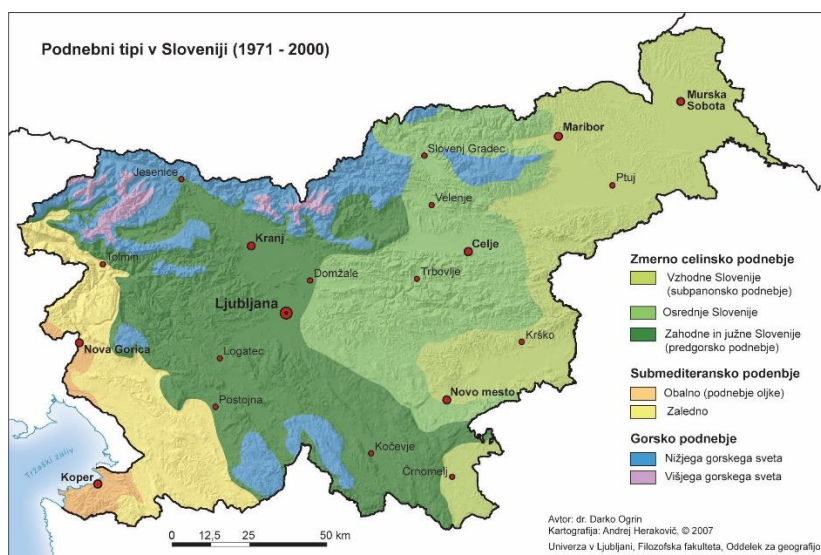 Podnebni tipi v Sloveniji (1971 - 2000)
Murska
Sobota
Maribor
Slovenj Gradec
Jesenice
Ptuj
Velenje
Kranj
Celje
Tolmin
Domžale
Trbovlje
Ljubljana
Krško
Nova Gorica
Logatec
Novo mesto
Postojna
Kočevje
Črnomelj
Koper
Tržaški zaliv
Zmerno celinsko podnebje
Vzhodne Slovenije
(subpanonsko podnebje)
Osrednje Slovenije
Zahodne in južne Slovenije
(predgorsko podnebje)
Submediteransko podenbje
Obalno (podnebje oljke)
Zaledno
Gorsko podnebje
Nižjega gorskega sveta
Višjega gorskega sveta
0 12,5 25 50 km
Avtor: dr. Darko Ogrin
Kartografija: Andrej Herakovič, © 2007
Univerza v Ljubljani, Filozofska fakulteta, Oddelek za geografijo